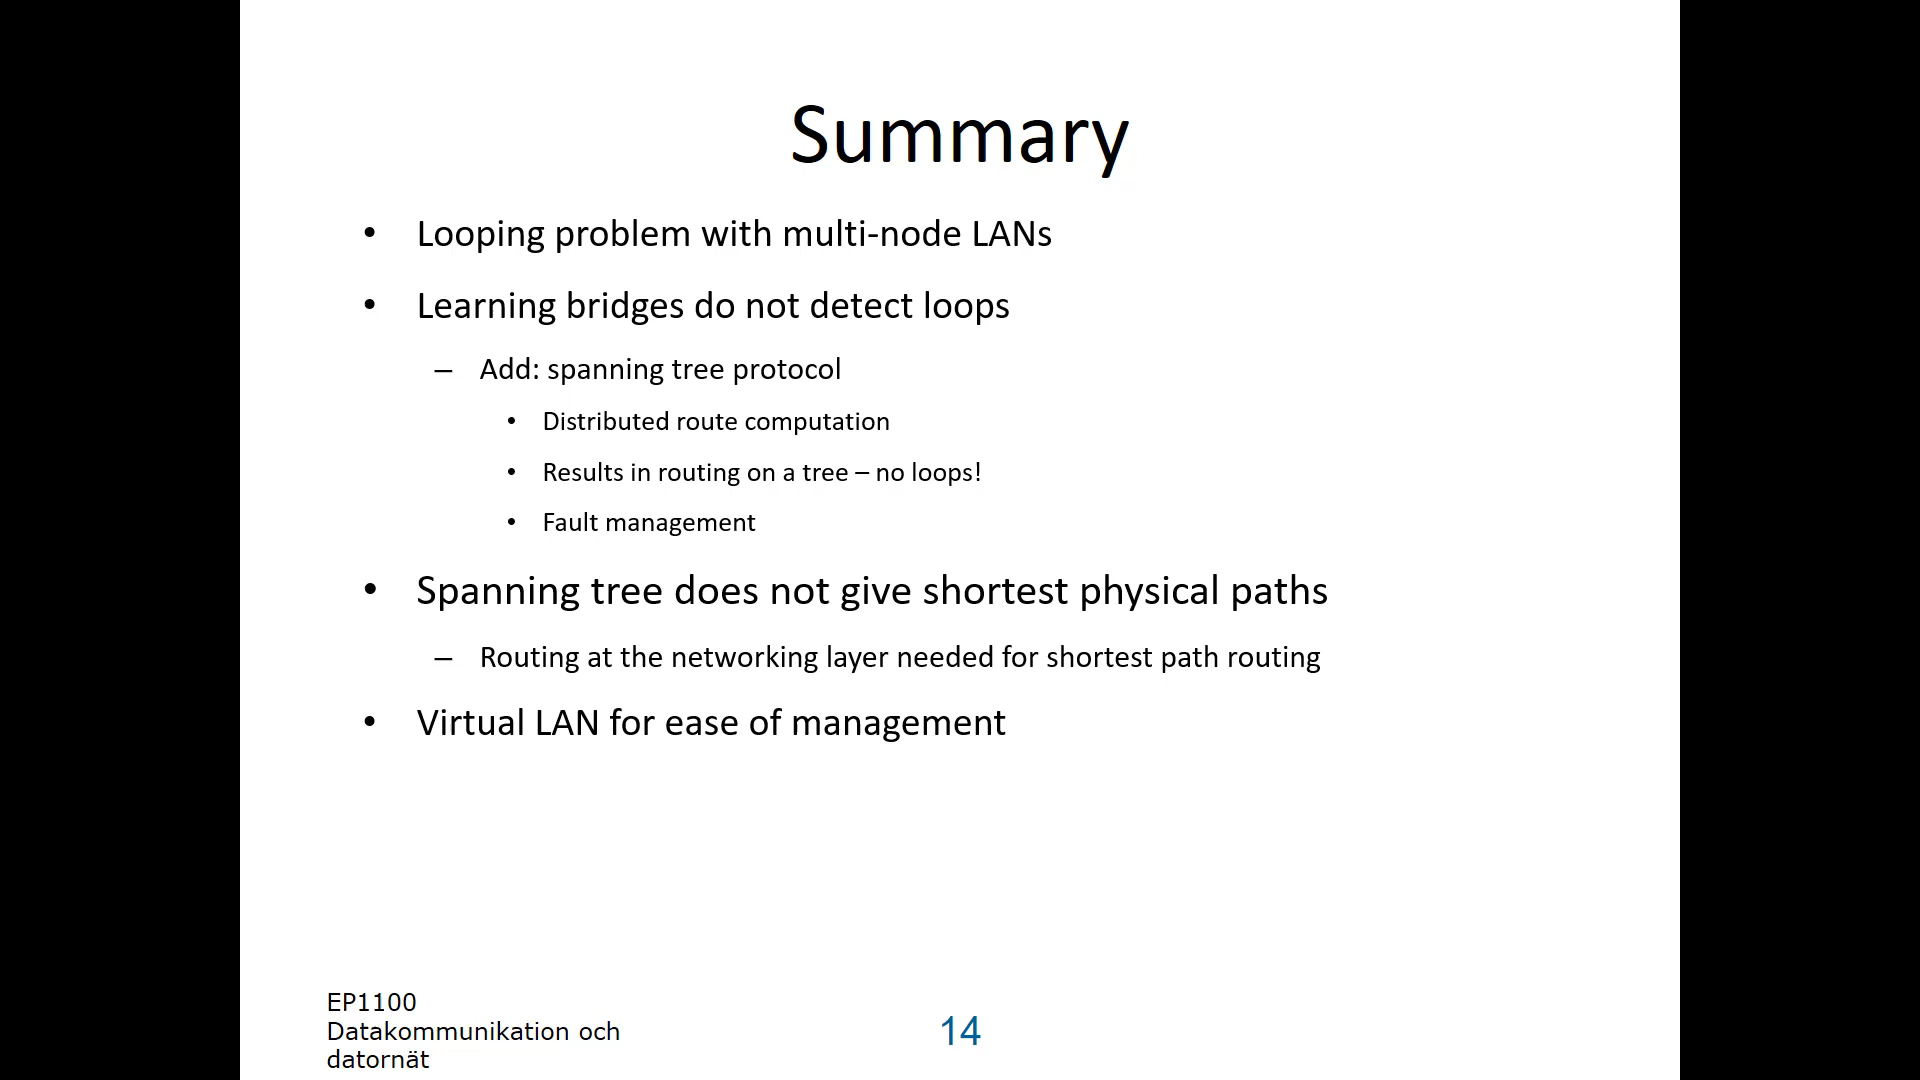 Summary
• Looping problem with multi-node LANs
• Learning bridges do not detect loops
– Add: spanning tree protocol
• Distributed route computation
• Results in routing on a tree – no loops!
• Fault management
• Spanning tree does not give shortest physical paths
– Routing at the networking layer needed for shortest path routing
• Virtual LAN for ease of management
EP1100
Datakommunikation och
datornät
14